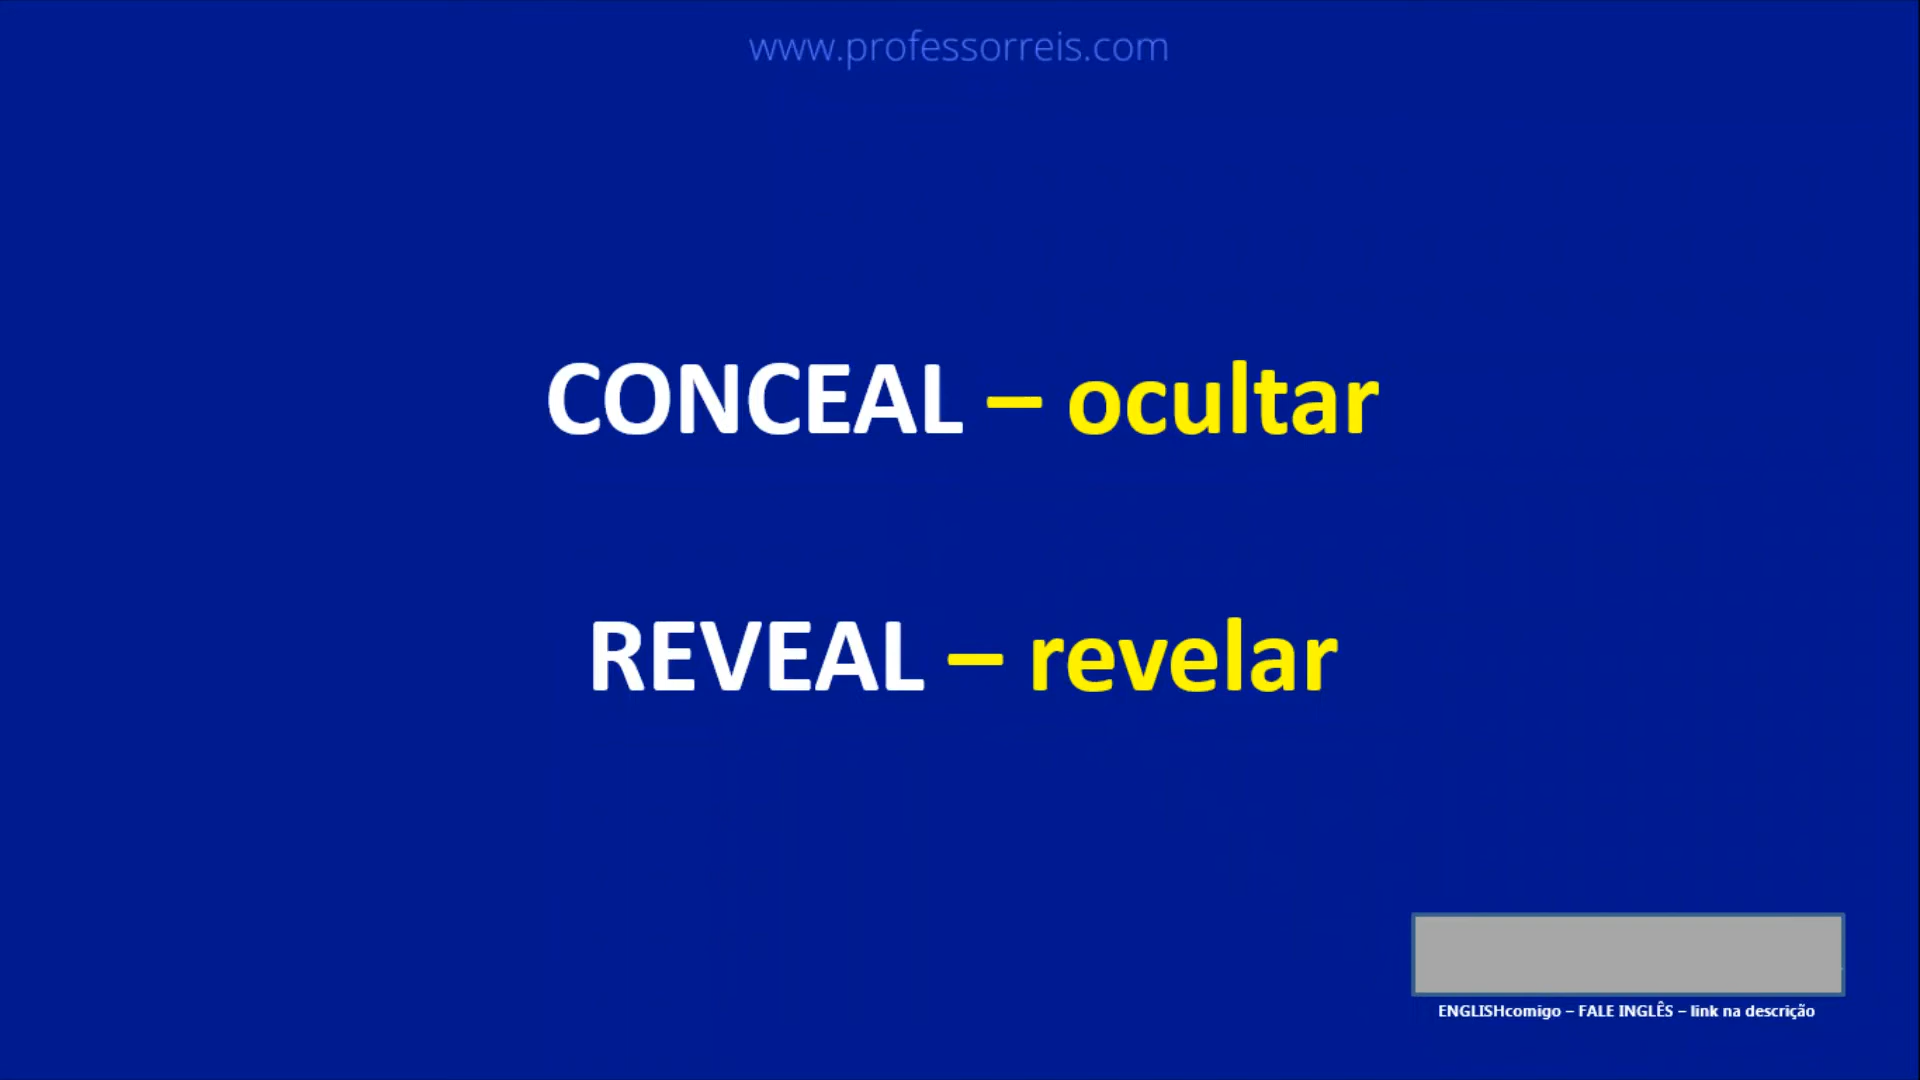 www.professorreis.com
CONCEAL – ocultar
REVEAL – revelar
ENGLISHcomigo – FALE INGLÊS – link na descrição